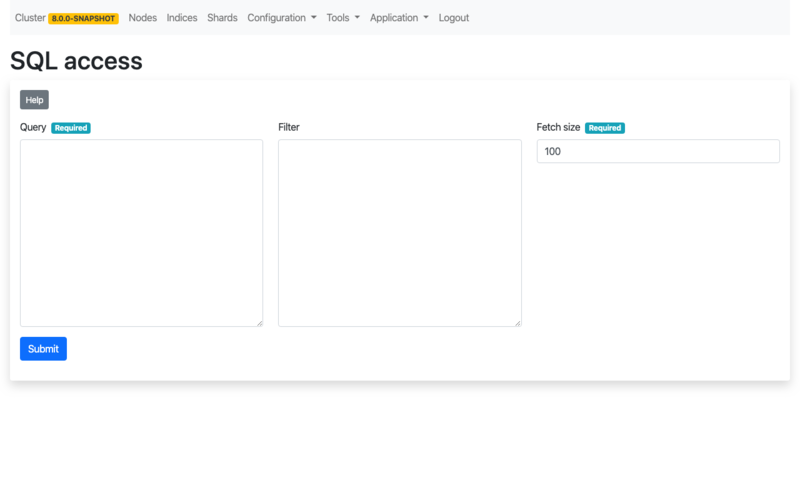 Cluster 8.0.0-SNAPSHOT Nodes Indices Shards Configuration Tools Application Logout
SQL access
Help
Query Required Filter Fetch size Required
100
Submit